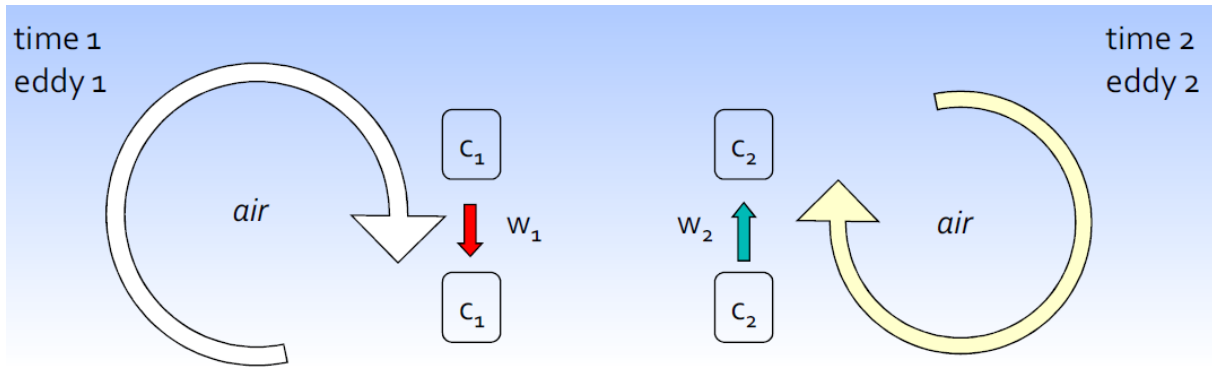 time 1
eddy 1
air
c₁
w₁
c₁
c₂
w₂
c₂
air
time 2
eddy 2